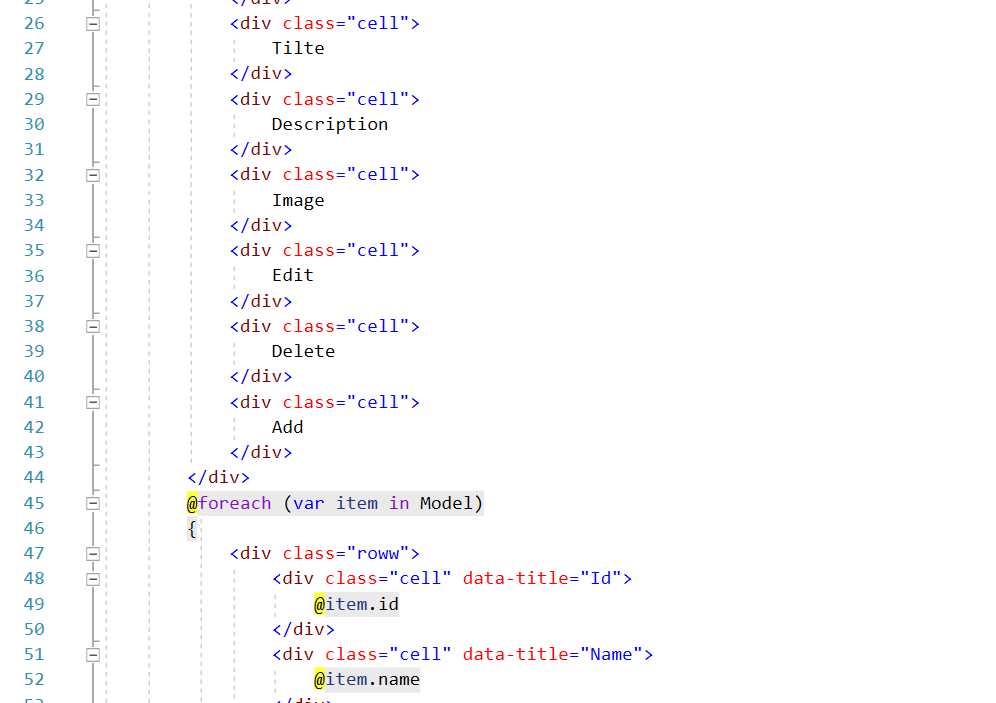 25 </div>
26 <div class="cell">
27 Tilte
28 </div>
29 <div class="cell">
30 Description
31 </div>
32 <div class="cell">
33 Image
34 </div>
35 <div class="cell">
36 Edit
37 </div>
38 <div class="cell">
39 Delete
40 </div>
41 <div class="cell">
42 Add
43 </div>
44 </div>
45 @foreach (var item in Model)
46 {
47 <div class="roww">
48 <div class="cell" data-title="Id">
49 @item.id
50 </div>
51 <div class="cell" data-title="Name">
52 @item.name
53 </div>